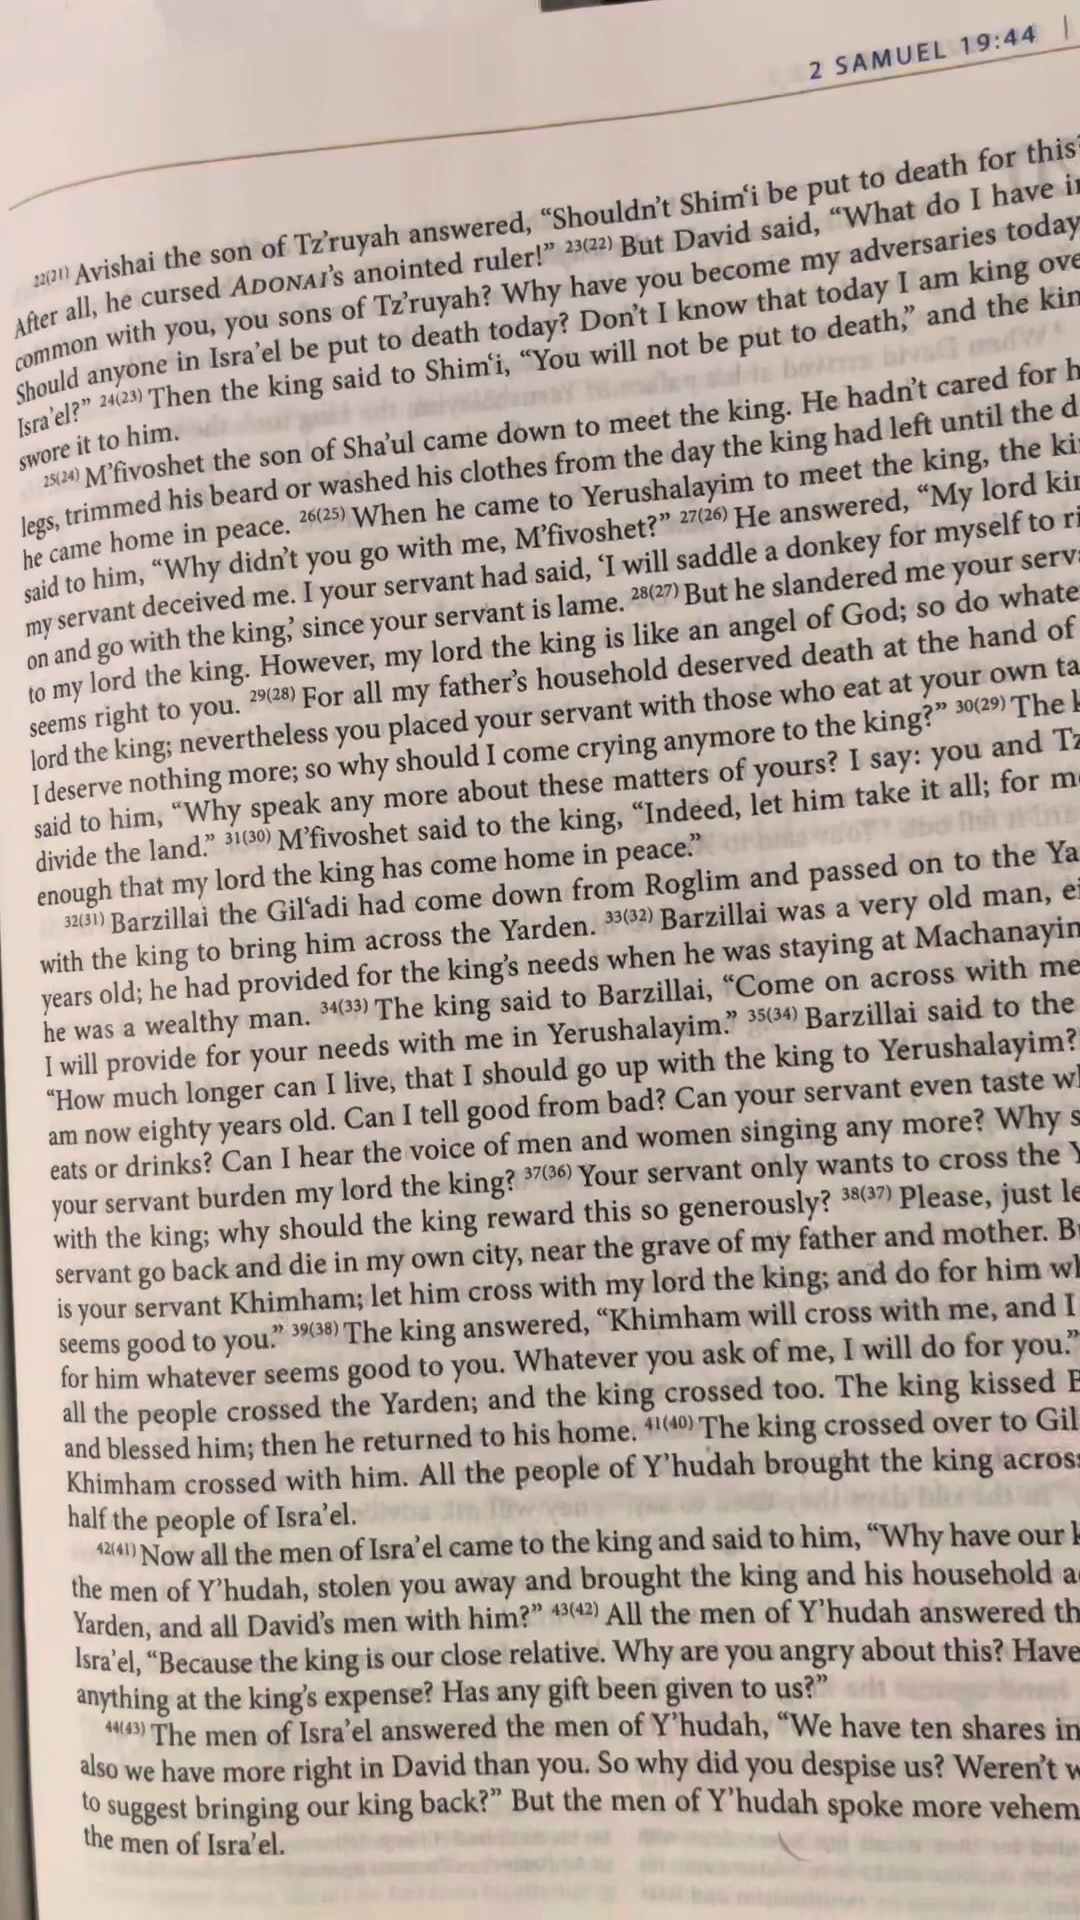 2 SAMUEL 19:44 |
22(21) Avishai the son of Tz’ruyah answered, “Shouldn’t Shim‘i be put to death for this
After all, he cursed ADONAI’s anointed ruler!” 23(22) But David said, “What do I have
common with you, you sons of Tz’ruyah? Why have you become my adversaries today
Should anyone in Isra’el be put to death today? Don’t I know that today I am king
Isra’el?” 24(23) Then the king said to Shim‘i, “You will not be put to death,” and the
swore it to him.
25(24) M’fivoshet the son of Sha’ul came down to meet the king. He hadn’t cared for
legs, trimmed his beard or washed his clothes from the day the king had left until the
he came home in peace. 26(25) When he came to Yerushalayim to meet the king, the
said to him, “Why didn’t you go with me, M’fivoshet?” 27(26) He answered, “My lord
my servant deceived me. I your servant had said, ‘I will saddle a donkey for myself to
on and go with the king,’ since your servant is lame. 28(27) But he slandered me your
to my lord the king. However, my lord the king is like an angel of God; so do
seems right to you. 29(28) For all my father’s household deserved death at the hand of
lord the king; nevertheless you placed your servant with those who eat at your own
I deserve nothing more; so why should I come crying anymore to the king?” 30(29) The
said to him, “Why speak any more about these matters of yours? I say: you and
divide the land.” 31(30) M’fivoshet said to the king, “Indeed, let him take it all; for
enough that my lord the king has come home in peace.”
32(31) Barzillai the Gil‘adi had come down from Roglim and passed on to the
with the king to bring him across the Yarden. 33(32) Barzillai was a very old man,
years old; he had provided for the king’s needs when he was staying at
he was a wealthy man. 34(33) The king said to Barzillai, “Come on across with me
I will provide for your needs with me in Yerushalayim.” 35(34) Barzillai said to the
“How much longer can I live, that I should go up with the king to Yerushalayim?
am now eighty years old. Can I tell good from bad? Can your servant even taste
eats or drinks? Can I hear the voice of men and women singing any more? Why
your servant burden my lord the king? 37(36) Your servant only wants to cross the
with the king; why should the king reward this so generously? 38(37) Please, just
servant go back and die in my own city, near the grave of my father and mother.
is your servant Khimham; let him cross with my lord the king; and do for him
seems good to you.” 39(38) The king answered, “Khimham will cross with me, and I
for him whatever seems good to you. Whatever you ask of me, I will do for you.”
all the people crossed the Yarden; and the king crossed too. The king kissed
and blessed him; then he returned to his home. 41(40) The king crossed over to
Khimham crossed with him. All the people of Y’hudah brought the king
half the people of Isra’el.
42(41) Now all the men of Isra’el came to the king and said to him, “Why have our
the men of Y’hudah, stolen you away and brought the king and his household
Yarden, and all David’s men with him?” 43(42) All the men of Y’hudah answered
Isra’el, “Because the king is our close relative. Why are you angry about this? Have
anything at the king’s expense? Has any gift been given to us?”
44(43) The men of Isra’el answered the men of Y’hudah, “We have ten shares in
also we have more right in David than you. So why did you despise us? Weren’t
to suggest bringing our king back?” But the men of Y’hudah spoke more
the men of Isra’el.